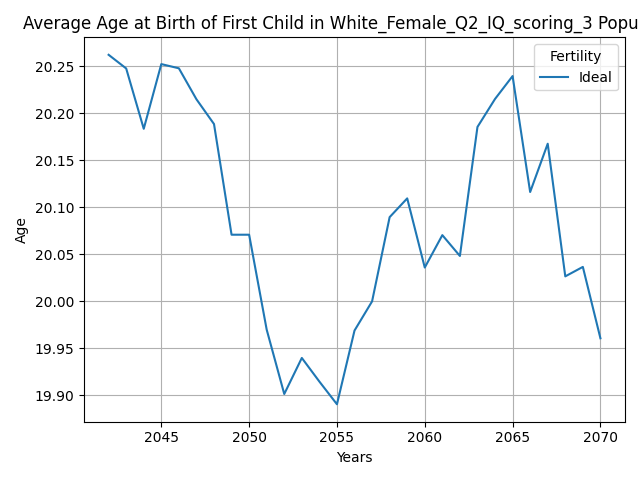 Average Age at Birth of First Child in White_Female_Q2_IQ_scoring_3 Popu
Fertility
Ideal
20.25
20.20
20.15
20.10
20.05
20.00
19.95
19.90
Age
2045 2050 2055 2060 2065 2070
Years